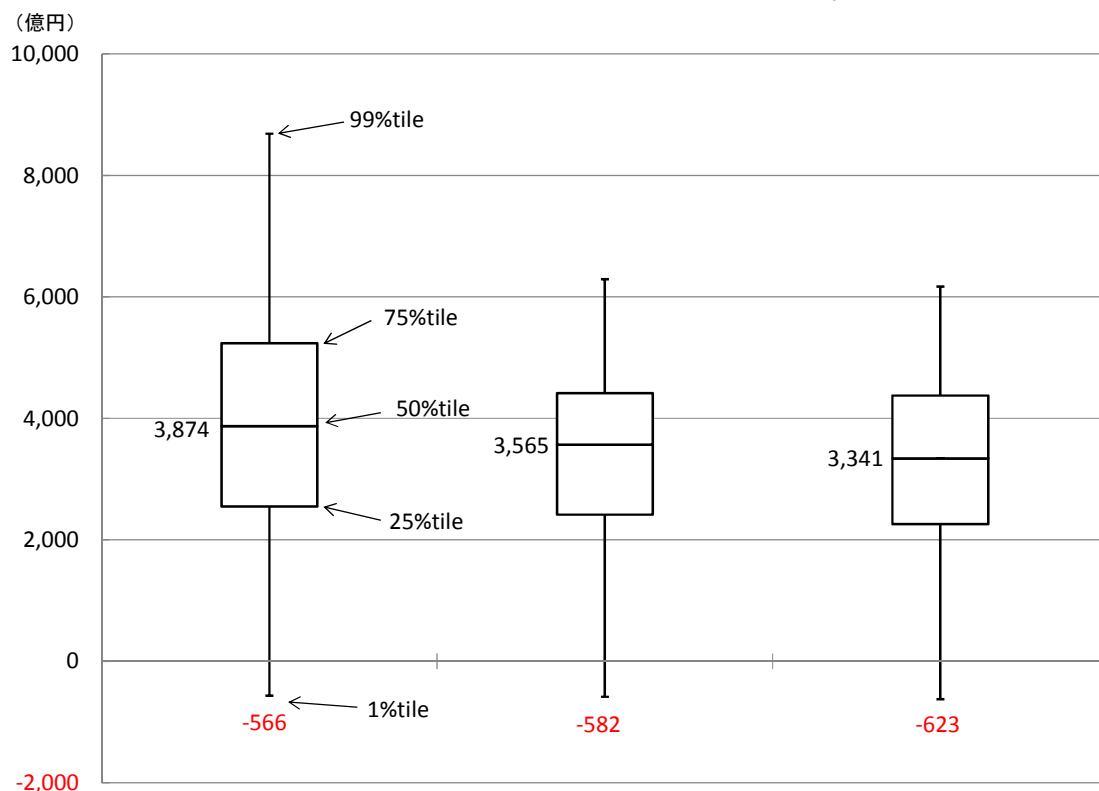 （億円）
10,000
99%tile
8,000
6,000
75%tile
50%tile
4,000
3,874
3,565
3,341
25%tile
2,000
0
1%tile
-566
-582
-623
-2,000